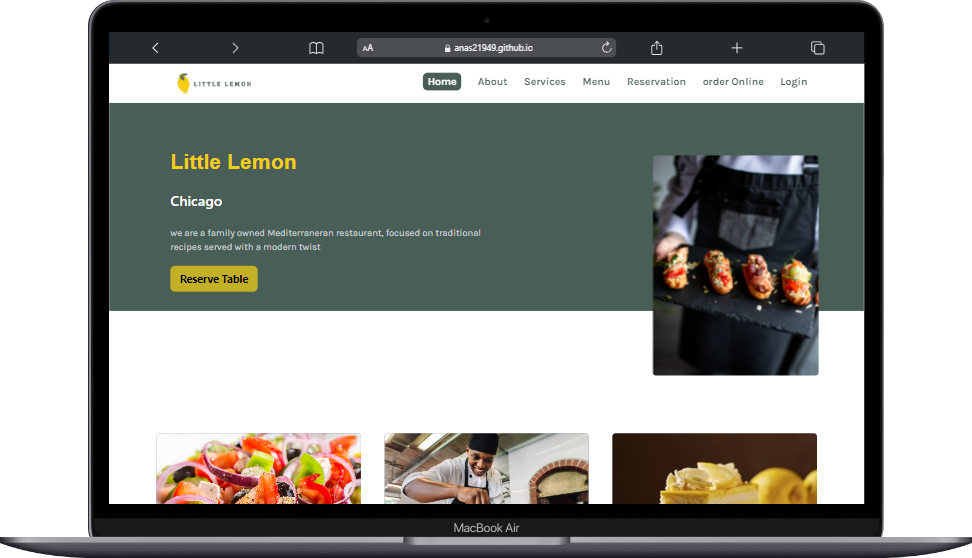 AA anas21949.github.io
LITTLE LEMON
Home About Services Menu Reservation order Online Login
Little Lemon
Chicago
we are a family owned Mediterraneran restaurant, focused on traditional
recipes served with a modern twist
Reserve Table
MacBook Air